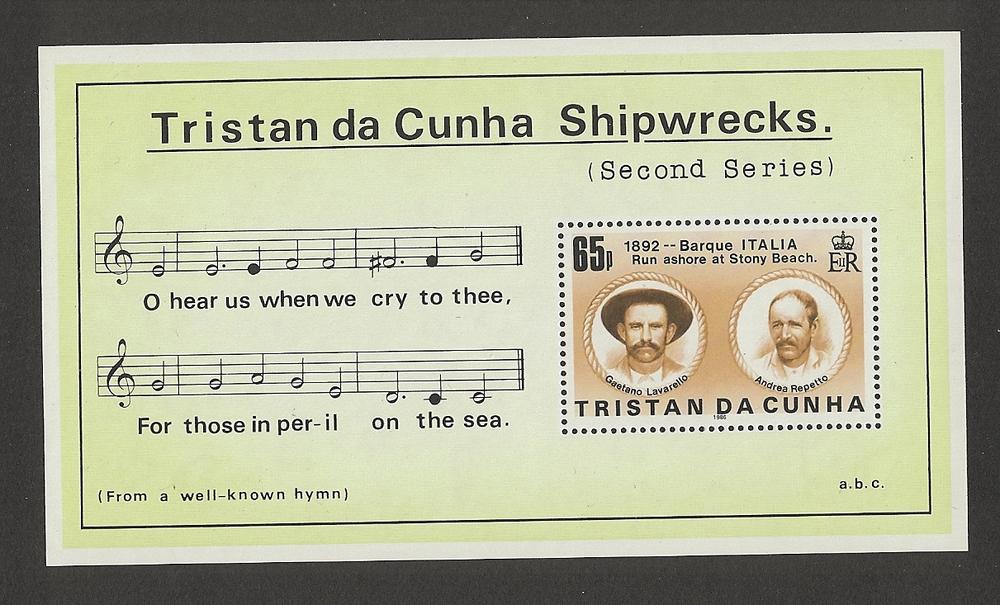 Tristan da Cunha Shipwrecks.
(Second Series)
O hear us when we cry to thee,
For those in per-il on the sea.
(From a well-known hymn)
65p
1892 -- Barque ITALIA
Run ashore at Stony Beach.
EIIR
Gaetano Lavarello
Andrea Repetto
TRISTAN DA CUNHA
1986
a.b.c.